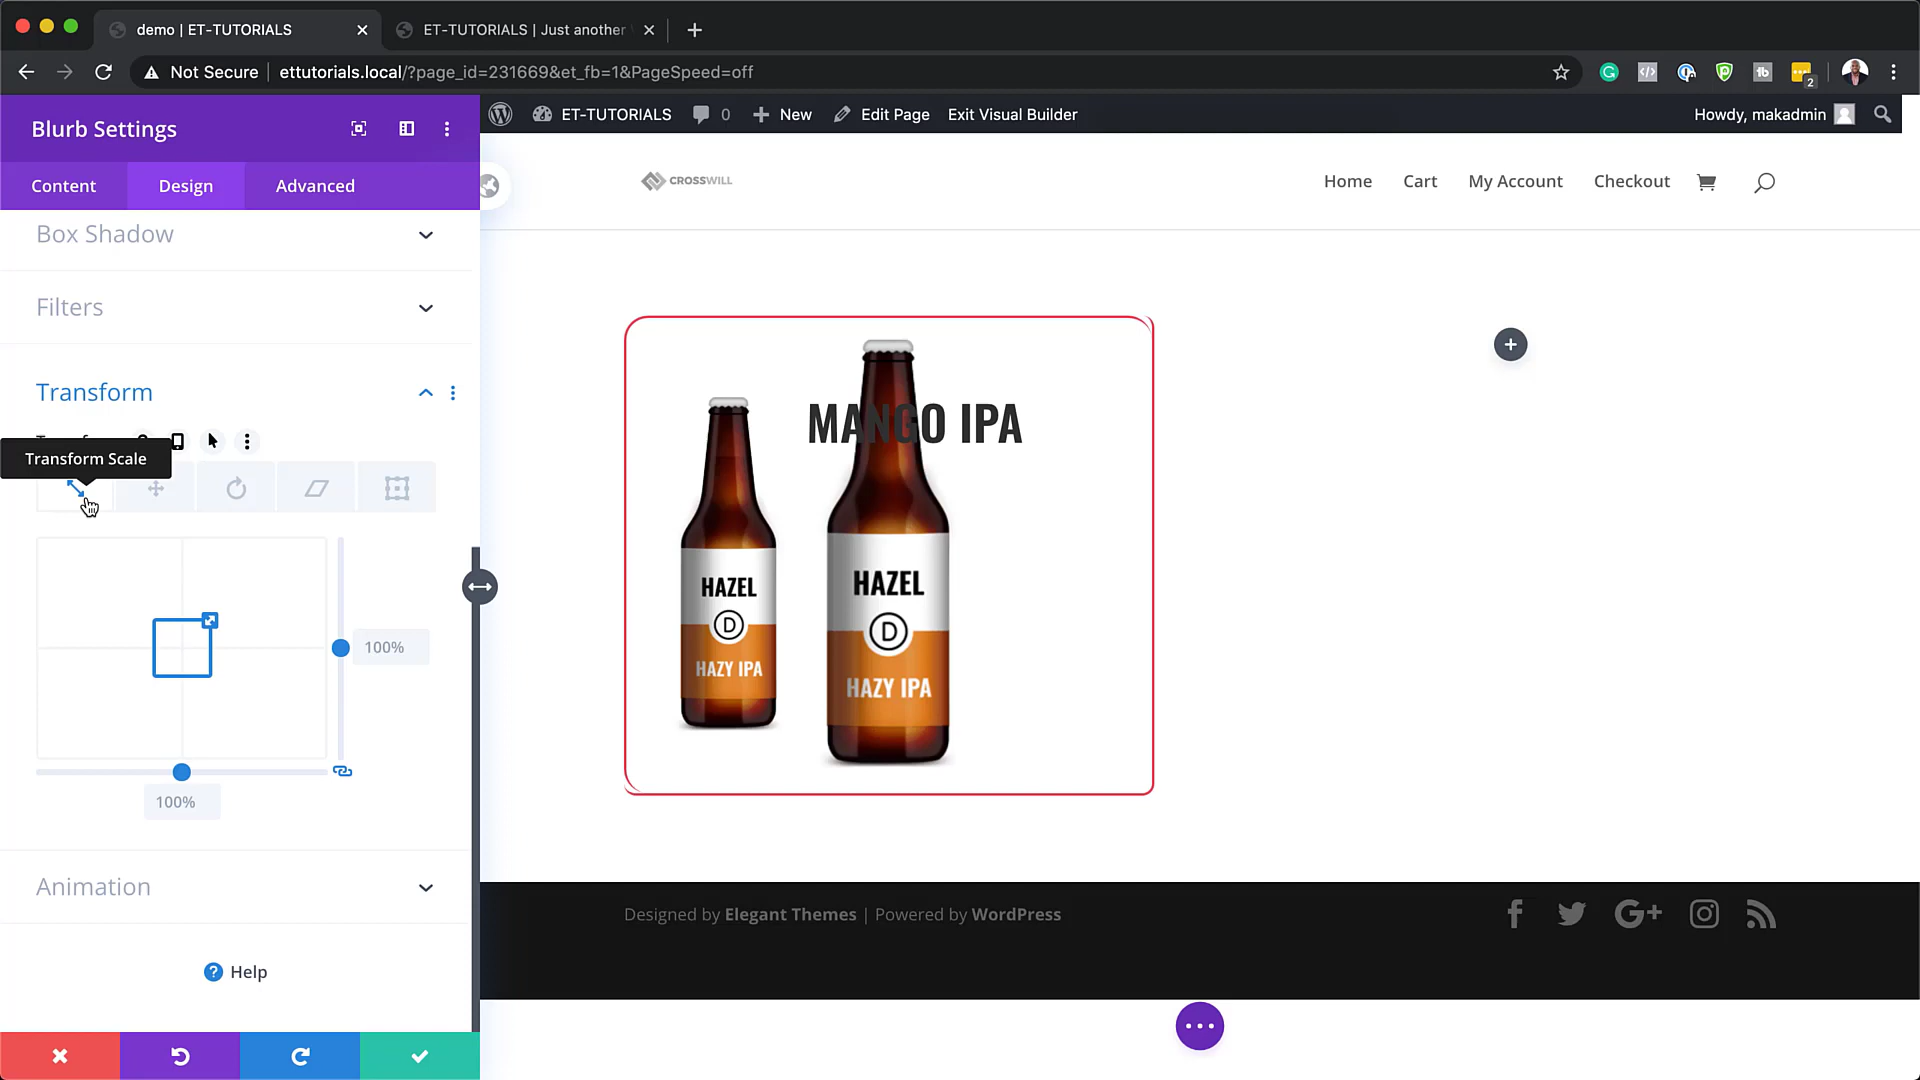 demo | ET-TUTORIALS
ET-TUTORIALS | Just another
Not Secure
ettutorials.local/?page_id=231669&et_fb=1&PageSpeed=off
2
Blurb Settings
ET-TUTORIALS
0
New
Edit Page
Exit Visual Builder
Howdy, makadmin
Content
Design
Advanced
CROSSWILL
Home
Cart
My Account
Checkout
Box Shadow
Filters
Transform
Transform Scale
100%
100%
Animation
Help
MANGO IPA
HAZEL
D
HAZY IPA
HAZEL
D
HAZY IPA
Designed by Elegant Themes | Powered by WordPress